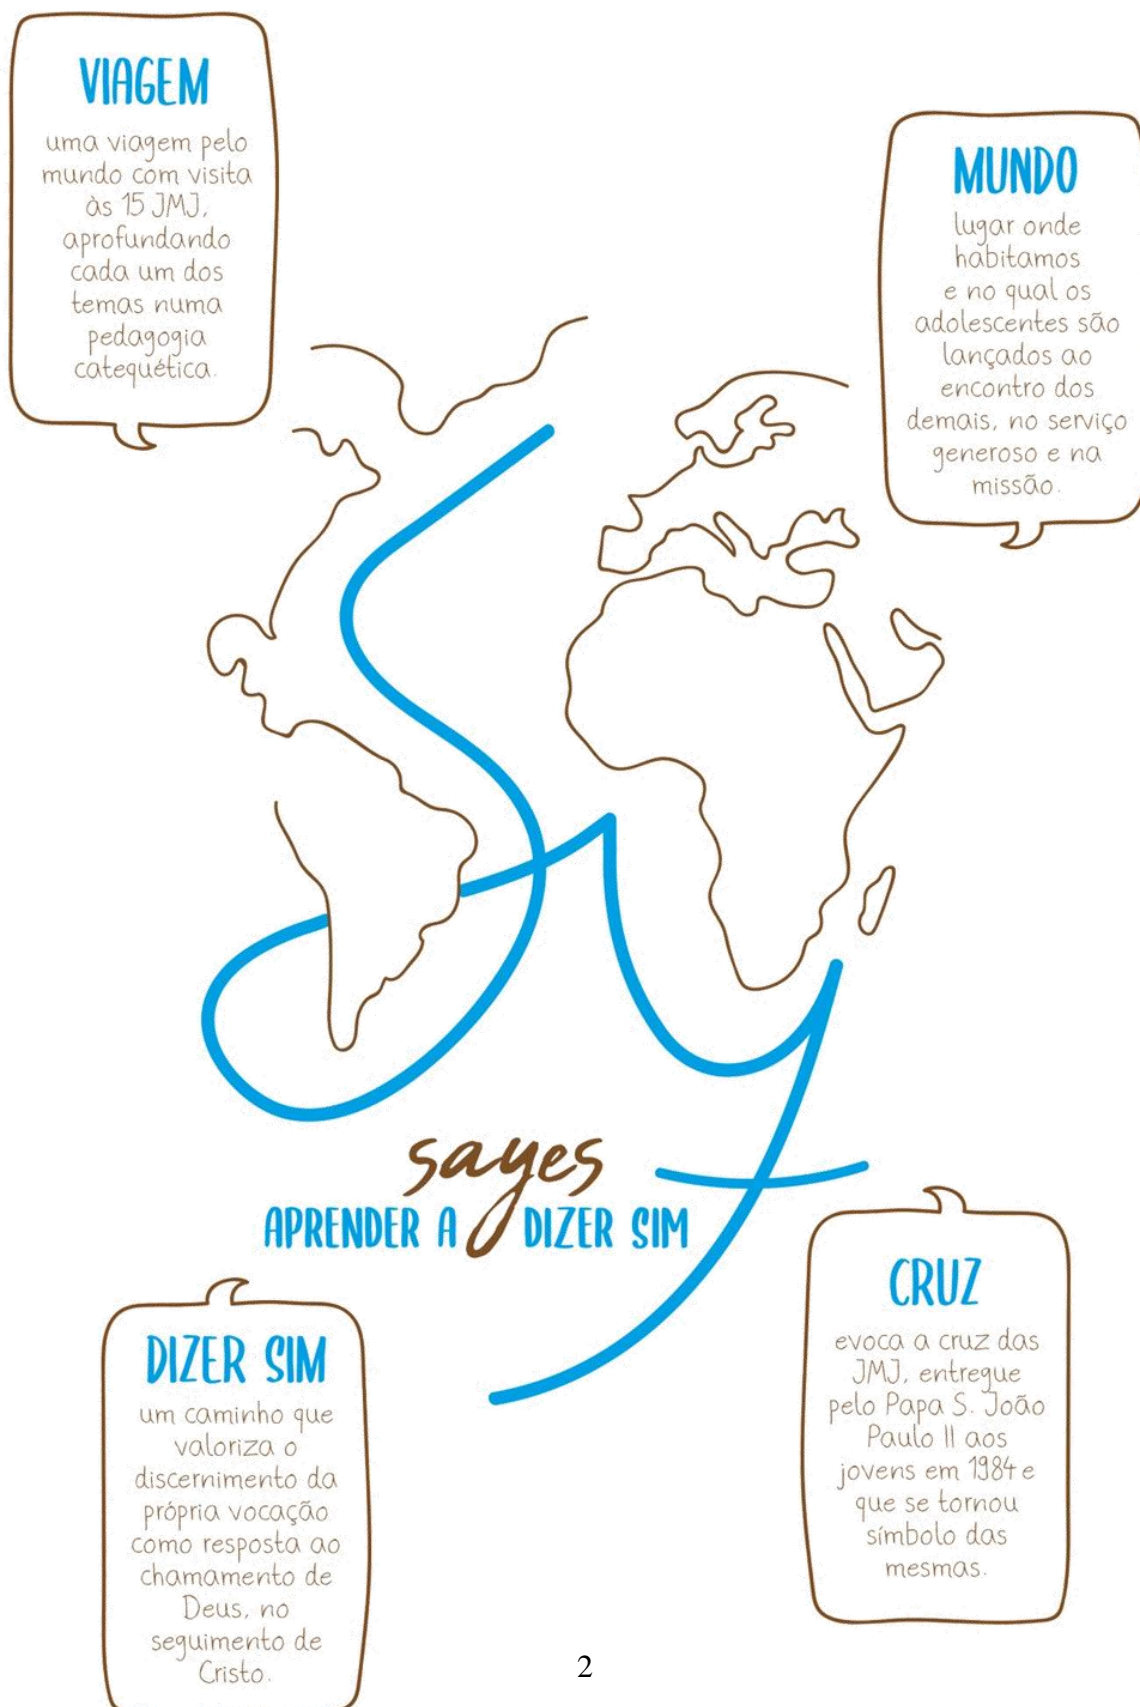 VIAGEM
uma viagem pelo
mundo com visita
às 15 JMJ,
aprofundando
cada um dos
temas numa
pedagogia
catequética.
MUNDO
lugar onde
habitamos
e no qual os
adolescentes são
lançados ao
encontro dos
demais, no serviço
generoso e na
missão.
sayes
APRENDER A DIZER SIM
DIZER SIM
um caminho que
valoriza o
discernimento da
própria vocação
como resposta ao
chamamento de
Deus, no
seguimento de
Cristo.
CRUZ
evoca a cruz das
JMJ, entregue
pelo Papa S. João
Paulo II aos
jovens em 1984 e
que se tornou
símbolo das
mesmas.
2